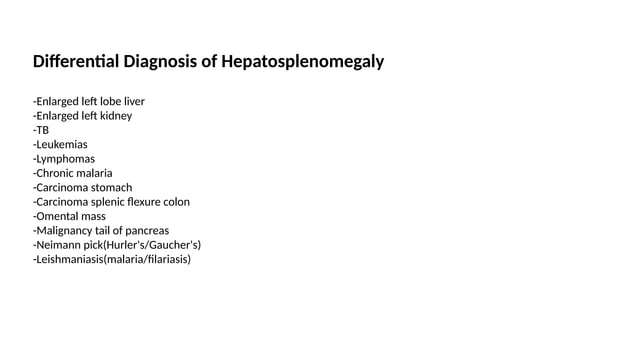 Differential Diagnosis of Hepatosplenomegaly
-Enlarged left lobe liver
-Enlarged left kidney
-TB
-Leukemias
-Lymphomas
-Chronic malaria
-Carcinoma stomach
-Carcinoma splenic flexure colon
-Omental mass
-Malignancy tail of pancreas
-Neimann pick(Hurler's/Gaucher's)
-Leishmaniasis(malaria/filariasis)